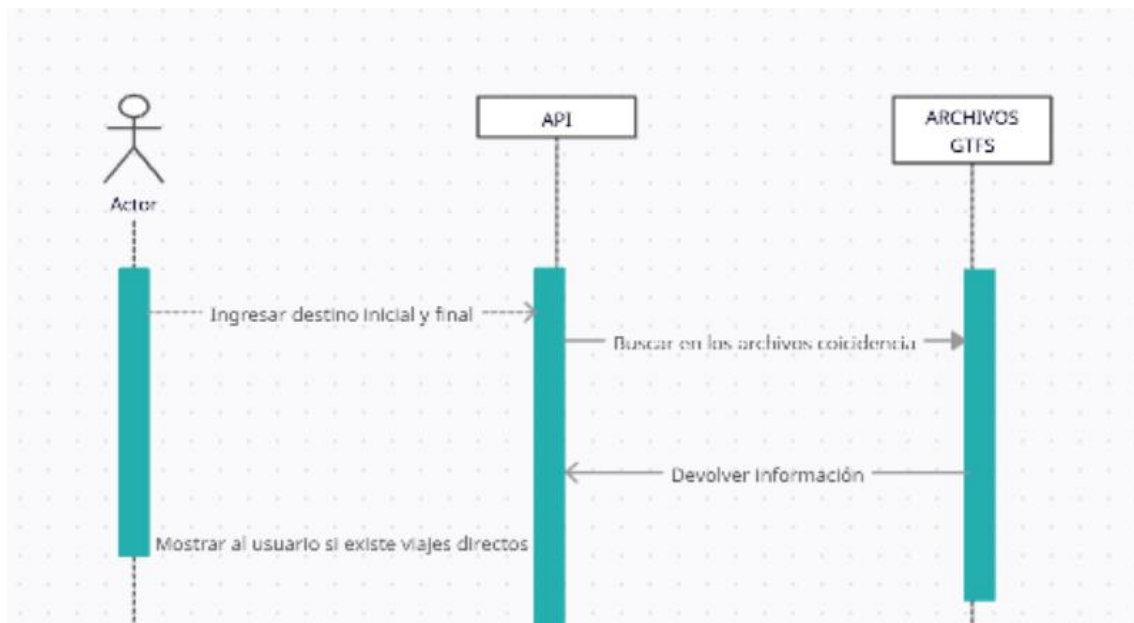 API
ARCHIVOS
GTFS
Actor
Ingresar destino inicial y final
Buscar en los archivos coicidencia
Devolver información
Mostrar al usuario si existe viajes directos